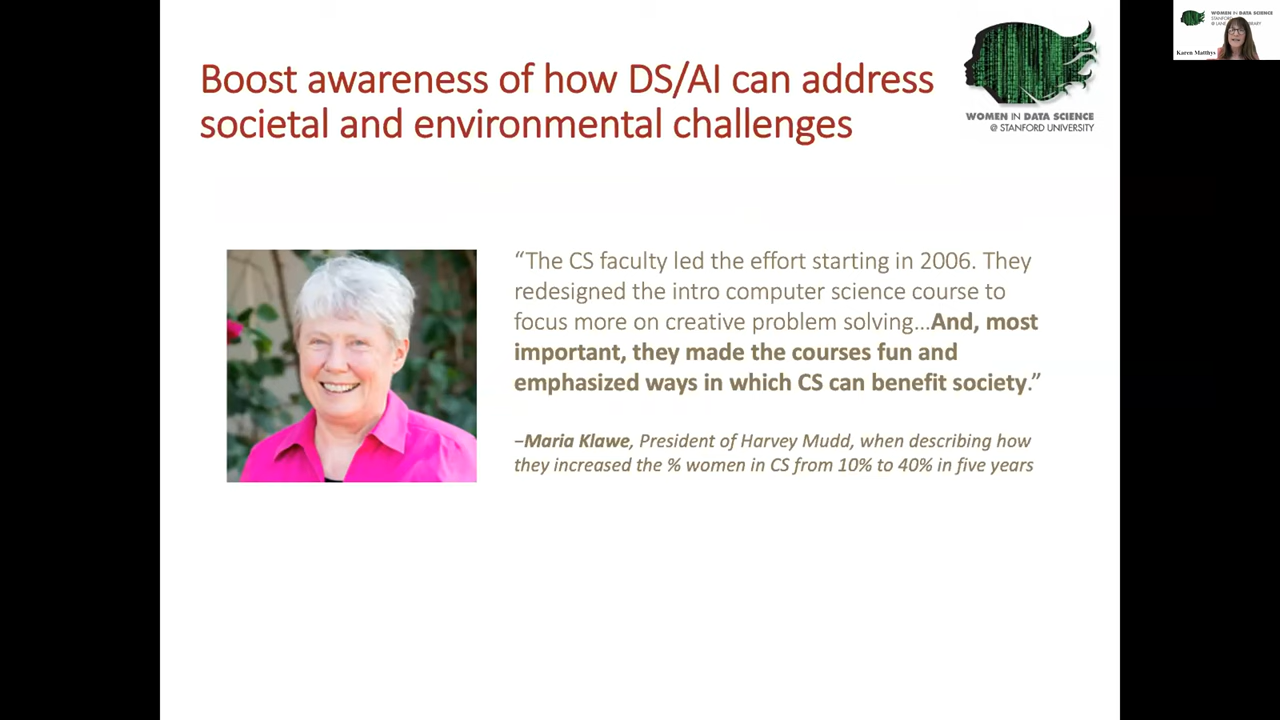 Boost awareness of how DS/AI can address
societal and environmental challenges
WOMEN IN DATA SCIENCE
@ STANFORD UNIVERSITY
“The CS faculty led the effort starting in 2006. They
redesigned the intro computer science course to
focus more on creative problem solving…And, most
important, they made the courses fun and
emphasized ways in which CS can benefit society.”
–Maria Klawe, President of Harvey Mudd, when describing how
they increased the % women in CS from 10% to 40% in five years
WOMEN IN DATA SCIENCE
Karen Matthys